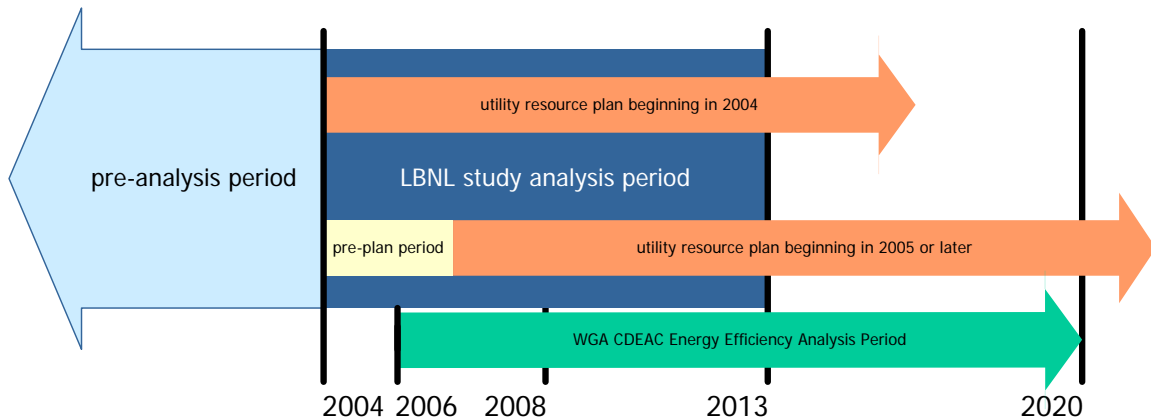 utility resource plan beginning in 2004
pre-analysis period
LBNL study analysis period
pre-plan period
utility resource plan beginning in 2005 or later
WGA CDEAC Energy Efficiency Analysis Period
2004 2006 2008 2013 2020